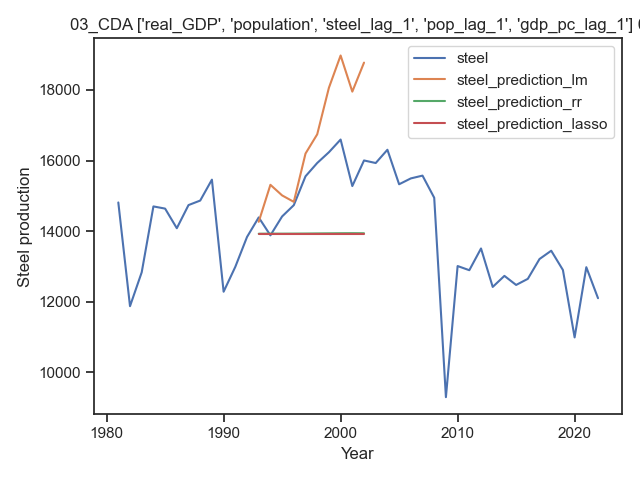 03_CDA ['real_GDP', 'population', 'steel_lag_1', 'pop_lag_1', 'gdp_pc_lag_1']
steel
steel_prediction_lm
steel_prediction_rr
steel_prediction_lasso
Steel production
18000
16000
14000
12000
10000
1980
1990
2000
2010
2020
Year